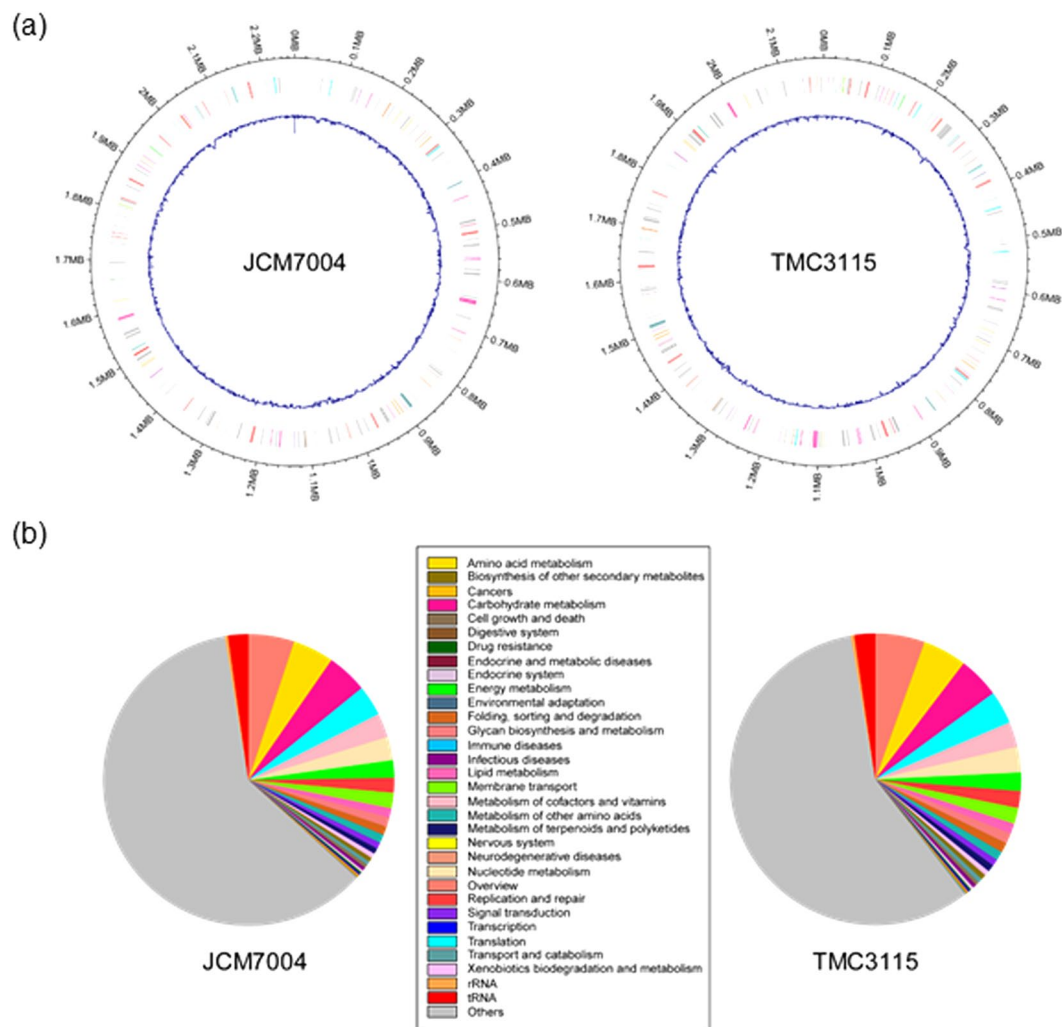 (a)
0MB
0.1MB
0.2MB
0.3MB
0.4MB
0.5MB
0.6MB
0.7MB
0.8MB
0.9MB
1MB
1.1MB
1.2MB
1.3MB
1.4MB
1.5MB
1.6MB
1.7MB
1.8MB
1.9MB
2MB
2.1MB
2.2MB
JCM7004
0MB
0.1MB
0.2MB
0.3MB
0.4MB
0.5MB
0.6MB
0.7MB
0.8MB
0.9MB
1MB
1.1MB
1.2MB
1.3MB
1.4MB
1.5MB
1.6MB
1.7MB
1.8MB
1.9MB
2MB
2.1MB
TMC3115
(b)
Amino acid metabolism
Biosynthesis of other secondary metabolites
Cancers
Carbohydrate metabolism
Cell growth and death
Digestive system
Drug resistance
Endocrine and metabolic diseases
Endocrine system
Energy metabolism
Environmental adaptation
Folding, sorting and degradation
Glycan biosynthesis and metabolism
Immune diseases
Infectious diseases
Lipid metabolism
Membrane transport
Metabolism of cofactors and vitamins
Metabolism of other amino acids
Metabolism of terpenoids and polyketides
Nervous system
Neurodegenerative diseases
Nucleotide metabolism
Overview
Replication and repair
Signal transduction
Transcription
Translation
Transport and catabolism
Xenobiotics biodegradation and metabolism
rRNA
tRNA
Others
JCM7004
TMC3115